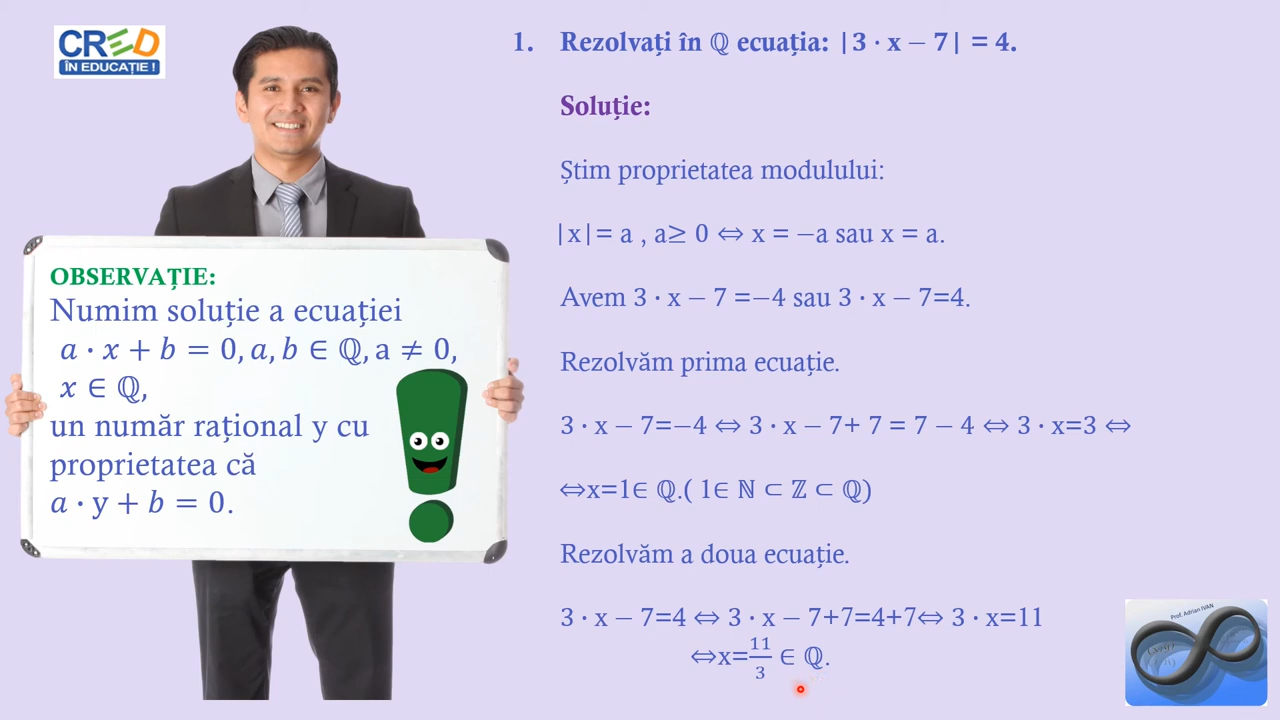 CRED
ÎN EDUCAȚIE !
OBSERVAȚIE:
Numim soluție a ecuației
a · x + b = 0, a, b ∈ ℚ, a ≠ 0,
x ∈ ℚ,
un număr rațional y cu
proprietatea că
a · y + b = 0.
1. Rezolvați în ℚ ecuația: |3 · x − 7| = 4.
Soluție:
Știm proprietatea modulului:
|x|= a , a≥ 0 ⇔ x = −a sau x = a.
Avem 3 · x − 7 =−4 sau 3 · x − 7=4.
Rezolvăm prima ecuație.
3 · x − 7=−4 ⇔ 3 · x − 7+ 7 = 7 − 4 ⇔ 3 · x=3 ⇔
⇔x=1∈ ℚ.( 1∈ ℕ ⊂ ℤ ⊂ ℚ)
Rezolvăm a doua ecuație.
3 · x − 7=4 ⇔ 3 · x − 7+7=4+7⇔ 3 · x=11
⇔x=11/3 ∈ ℚ.
Prof. Adrian IVAN